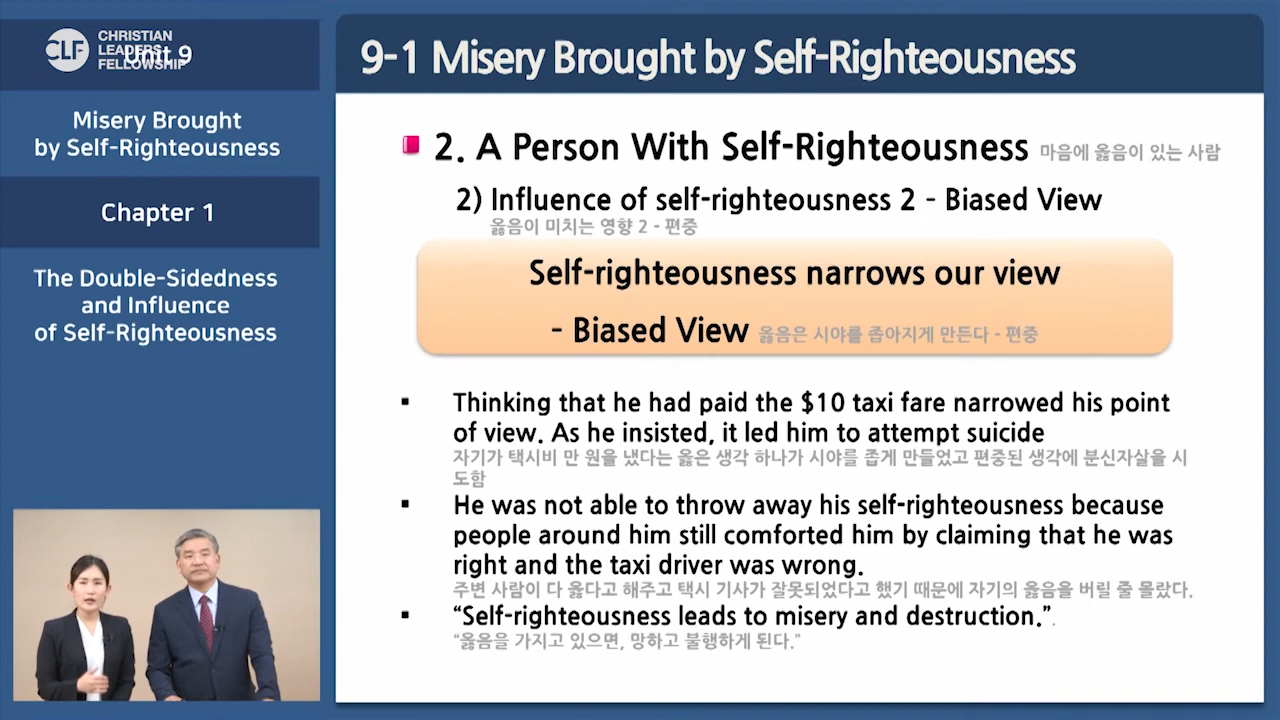 CLF
CHRISTIAN
LEADERS
FELLOWSHIP
Unit 9
Misery Brought
by Self-Righteousness
Chapter 1
The Double-Sidedness
and Influence
of Self-Righteousness
9-1 Misery Brought by Self-Righteousness
2. A Person With Self-Righteousness 마음에 옳음이 있는 사람
2) Influence of self-righteousness 2 - Biased View
옳음이 미치는 영향 2 - 편중
Self-righteousness narrows our view
- Biased View 옳음은 시야를 좁아지게 만든다 - 편중
▪ Thinking that he had paid the $10 taxi fare narrowed his point
of view. As he insisted, it led him to attempt suicide
자기가 택시비 만 원을 냈다는 옳은 생각 하나가 시야를 좁게 만들었고 편중된 생각에 분신자살을 시
도함
▪ He was not able to throw away his self-righteousness because
people around him still comforted him by claiming that he was
right and the taxi driver was wrong.
주변 사람이 다 옳다고 해주고 택시 기사가 잘못되었다고 했기 때문에 자기의 옳음을 버릴 줄 몰랐다.
▪ “Self-righteousness leads to misery and destruction.”.
“옳음을 가지고 있으면, 망하고 불행하게 된다.”